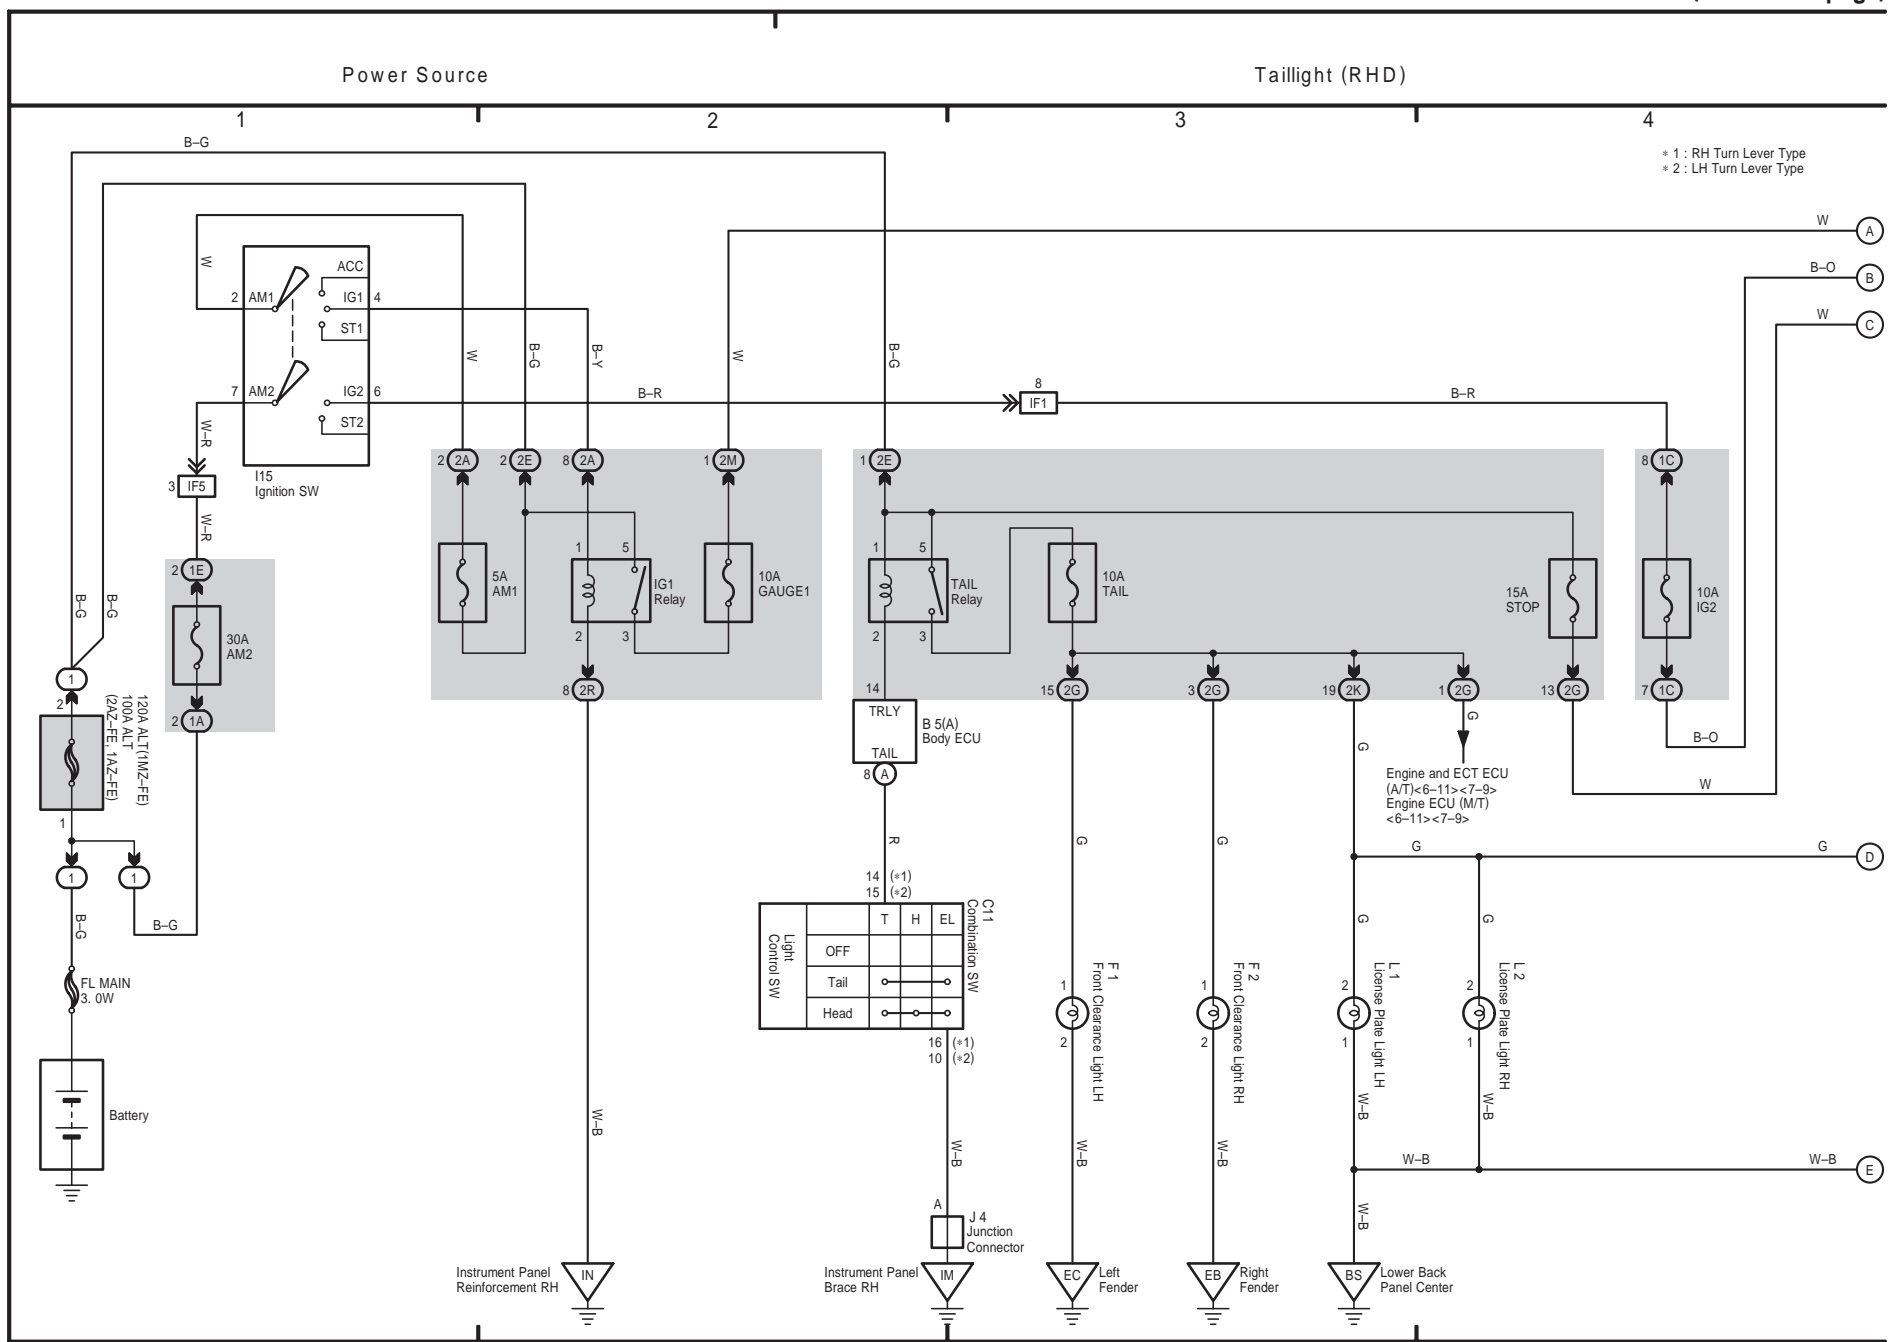 Power Source
Taillight (RHD)
1
2
3
4
B–G
∗ 1 : RH Turn Lever Type
∗ 2 : LH Turn Lever Type
W
A
B–O
B
W
C
W
ACC
2
AM1
IG1
4
ST1
7
AM2
IG2
6
ST2
I15
Ignition SW
W
B–G
B–Y
W
B–G
B–R
8
IF1
B–R
W–R
3
IF5
W–R
2
2A
2
2E
8
2A
1
2M
1
2E
8
1C
2
1E
30A
AM2
2
1A
5A
AM1
1
5
IG1
Relay
2
3
10A
GAUGE1
1
5
TAIL
Relay
2
3
10A
TAIL
15A
STOP
10A
IG2
B–G
B–G
1
2
120A ALT(1MZ–FE)
100A ALT
(2AZ–FE, 1AZ–FE)
1
1
1
B–G
B–G
FL MAIN
3. 0W
Battery
8
2R
14
15
2G
3
2G
19
2K
1
2G
13
2G
7
1C
TRLY
TAIL
B 5(A)
Body ECU
8
A
G
G
B–O
W
Engine and ECT ECU
(A/T)<6–11><7–9>
Engine ECU (M/T)
<6–11><7–9>
R
G
G
G
G
D
14
(∗1)
15
(∗2)
C11
Combination SW
Light
Control SW
T
H
EL
OFF
Tail
Head
16
(∗1)
10
(∗2)
G
G
F 1
Front Clearance Light LH
1
2
F 2
Front Clearance Light RH
1
2
L 1
License Plate Light LH
2
1
L 2
License Plate Light RH
2
1
W–B
W–B
W–B
W–B
W–B
W–B
W–B
W–B
E
W–B
A
J 4
Junction
Connector
Instrument Panel
Reinforcement RH
IN
Instrument Panel
Brace RH
IM
EC
Left
Fender
EB
Right
Fender
BS
Lower Back
Panel Center